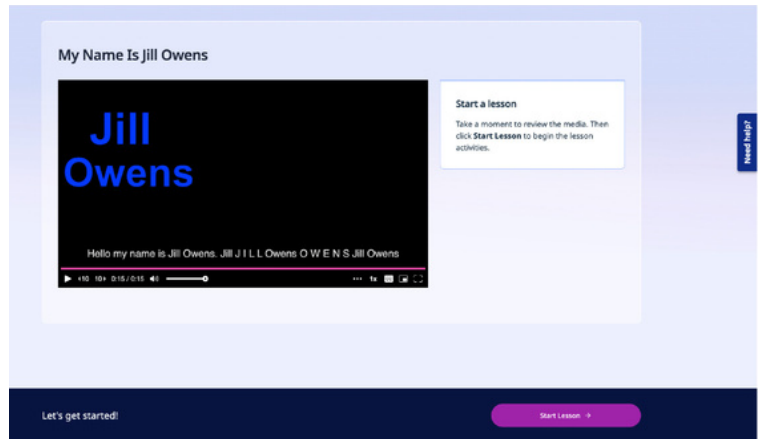 My Name Is Jill Owens
Jill
Owens
Hello my name is Jill Owens. Jill J I L L Owens O W E N S Jill Owens
0:15 / 0:15
1x
Start a lesson
Take a moment to review the media. Then
click Start Lesson to begin the lesson
activities.
Need help?
Let's get started!
Start Lesson →